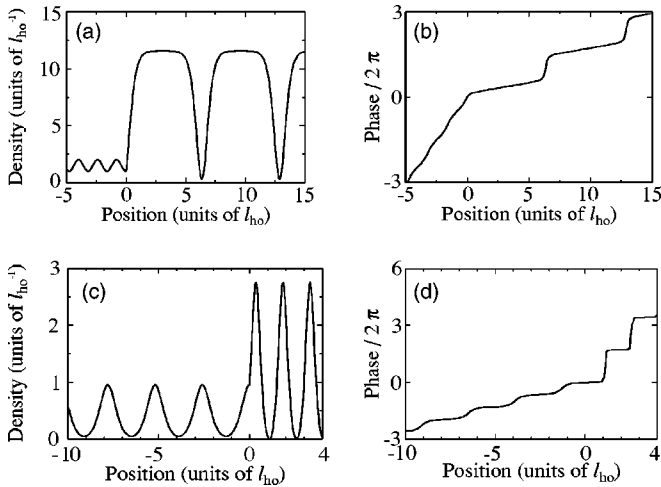 (a)
Density (units of l_ho^-1)
15
10
5
0
-5 0 5 10 15
Position (units of l_ho)
(b)
Phase / 2 π
3
0
-3
-5 0 5 10 15
Position (units of l_ho)
(c)
Density (units of l_ho^-1)
3
2
1
0
-10 -5 0 4
Position (units of l_ho)
(d)
Phase / 2 π
6
3
0
-3
-10 -5 0 4
Position (units of l_ho)